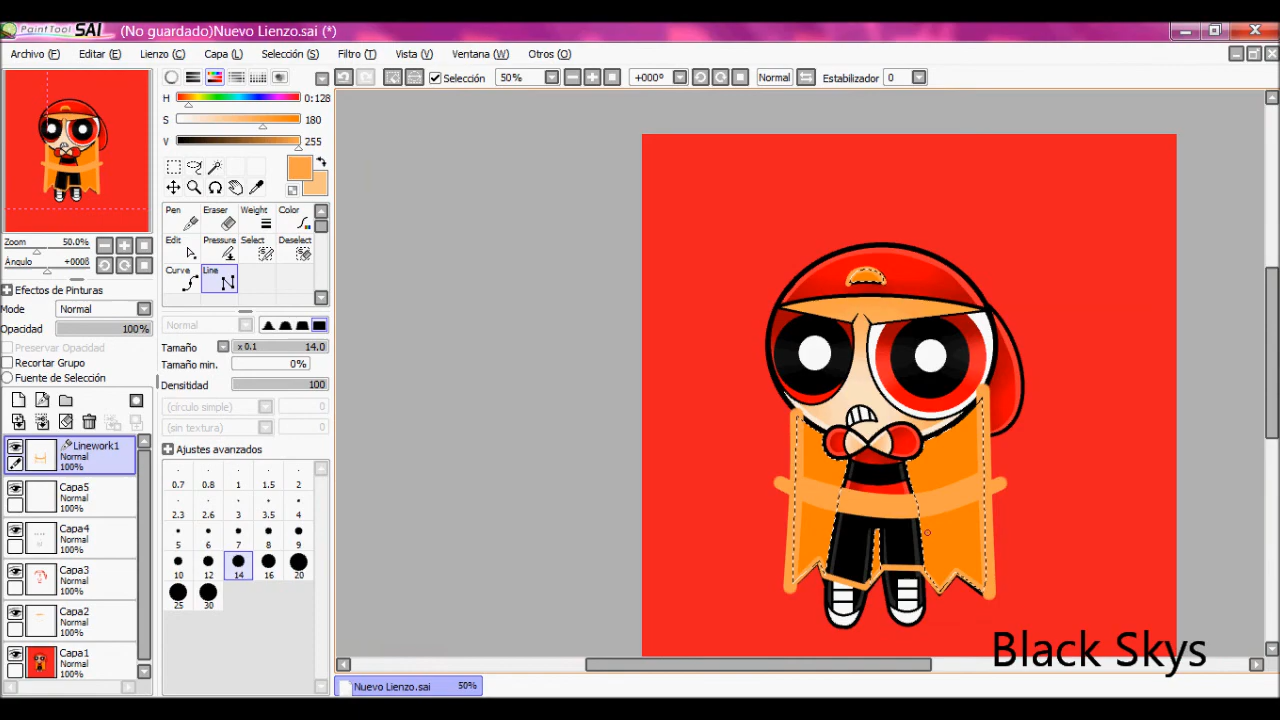 PaintTool SAI (No guardado)Nuevo Lienzo.sai (*)
Archivo (F) Editar (E) Lienzo (C) Capa (L) Selección (S) Filtro (T) Vista (V) Ventana (W) Otros (O)
Selección 50% +000º Normal Estabilizador 0
H 0:128
S 180
V 255
Pen Eraser Weight Color
Edit Pressure Select Deselect
Curve Line
Zoom 50.0%
Ángulo +000º
Efectos de Pinturas
Modo Normal
Opacidad 100%
Preservar Opacidad
Recortar Grupo
Fuente de Selección
Normal
Tamaño x 0.1 14.0
Tamaño min. 0%
Densitidad 100
(círculo simple) 0
(sin textura) 0
Ajustes avanzados
0.7 0.8 1 1.5 2
2.3 2.6 3 3.5 4
5 6 7 8 9
10 12 14 16 20
25 30
Linework1
Normal
100%
Capa5
Normal
100%
Capa4
Normal
100%
Capa3
Normal
100%
Capa2
Normal
100%
Capa1
Normal
100%
Black Skys
Nuevo Lienzo.sai 50%